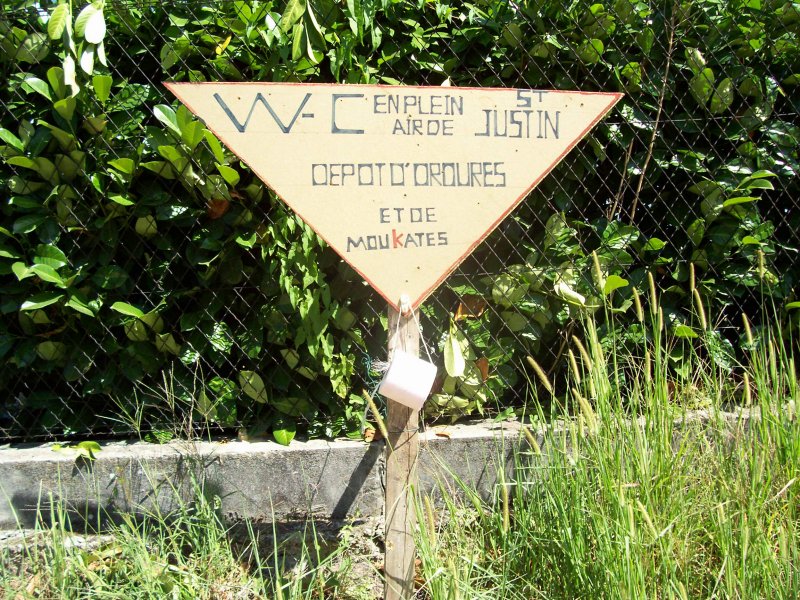 W-C EN PLEIN ST
AIR DE JUSTIN
DEPOT D'ORDURES
ET DE
MOUKATES